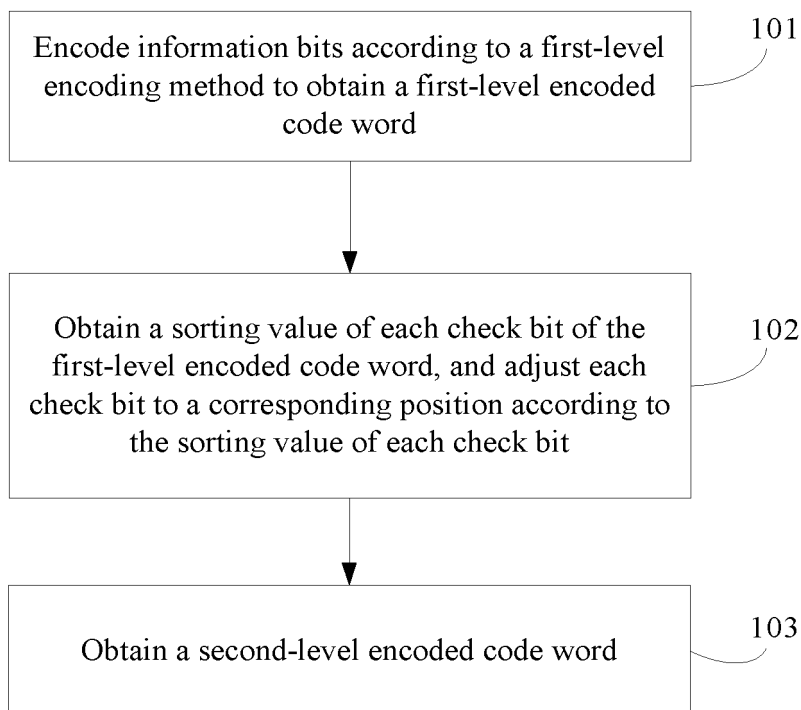 101
Encode information bits according to a first-level
encoding method to obtain a first-level encoded
code word
Obtain a sorting value of each check bit of the
first-level encoded code word, and adjust each
check bit to a corresponding position according to
the sorting value of each check bit
102
Obtain a second-level encoded code word
103